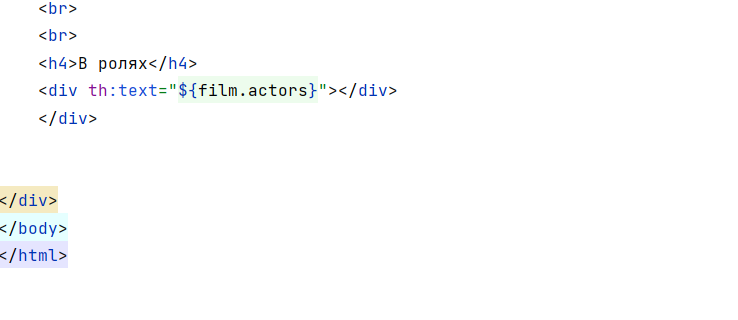 <br>
<br>
<h4>В ролях</h4>
<div th:text="${film.actors}"></div>
</div>
</div>
</body>
</html>